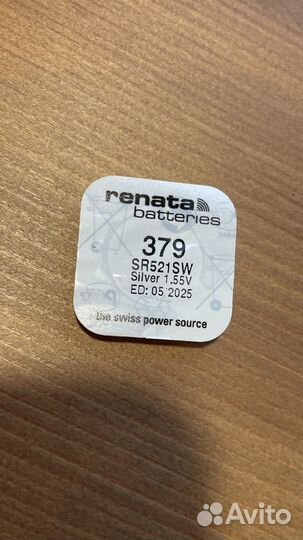 renata
batteries
379
SR521SW
Silver 1.55V
ED: 05 2025
the swiss power source
Avito